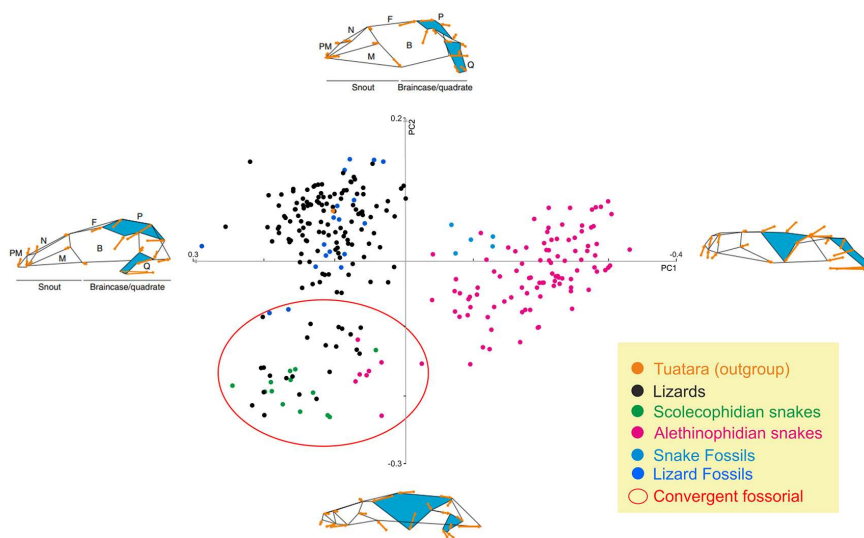 F
P
N
PM
B
M
Q
Snout
Braincase/quadrate
0.2
PC2
F
P
N
PM
B
M
Q
Snout
Braincase/quadrate
0.3
-0.4
PC1
-0.3
Tuatara (outgroup)
Lizards
Scolecophidian snakes
Alethinophidian snakes
Snake Fossils
Lizard Fossils
Convergent fossorial